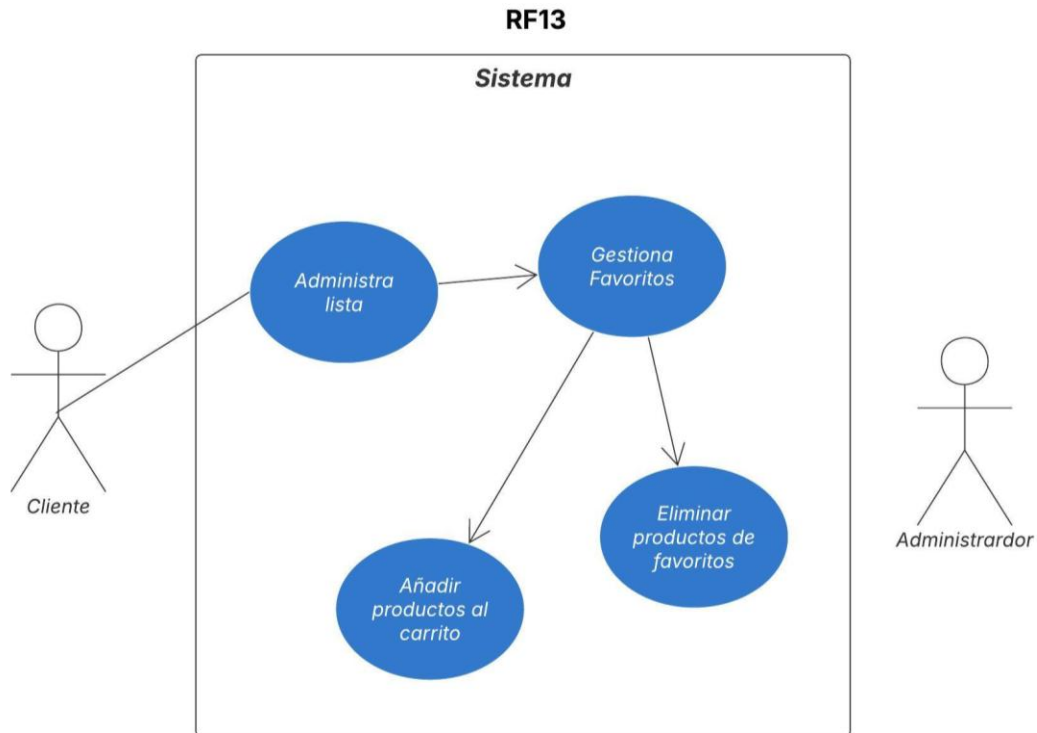 RF13
Sistema
Administra
lista
Gestiona
Favoritos
Cliente
Eliminar
productos de
favoritos
Administrardor
Añadir
productos al
carrito